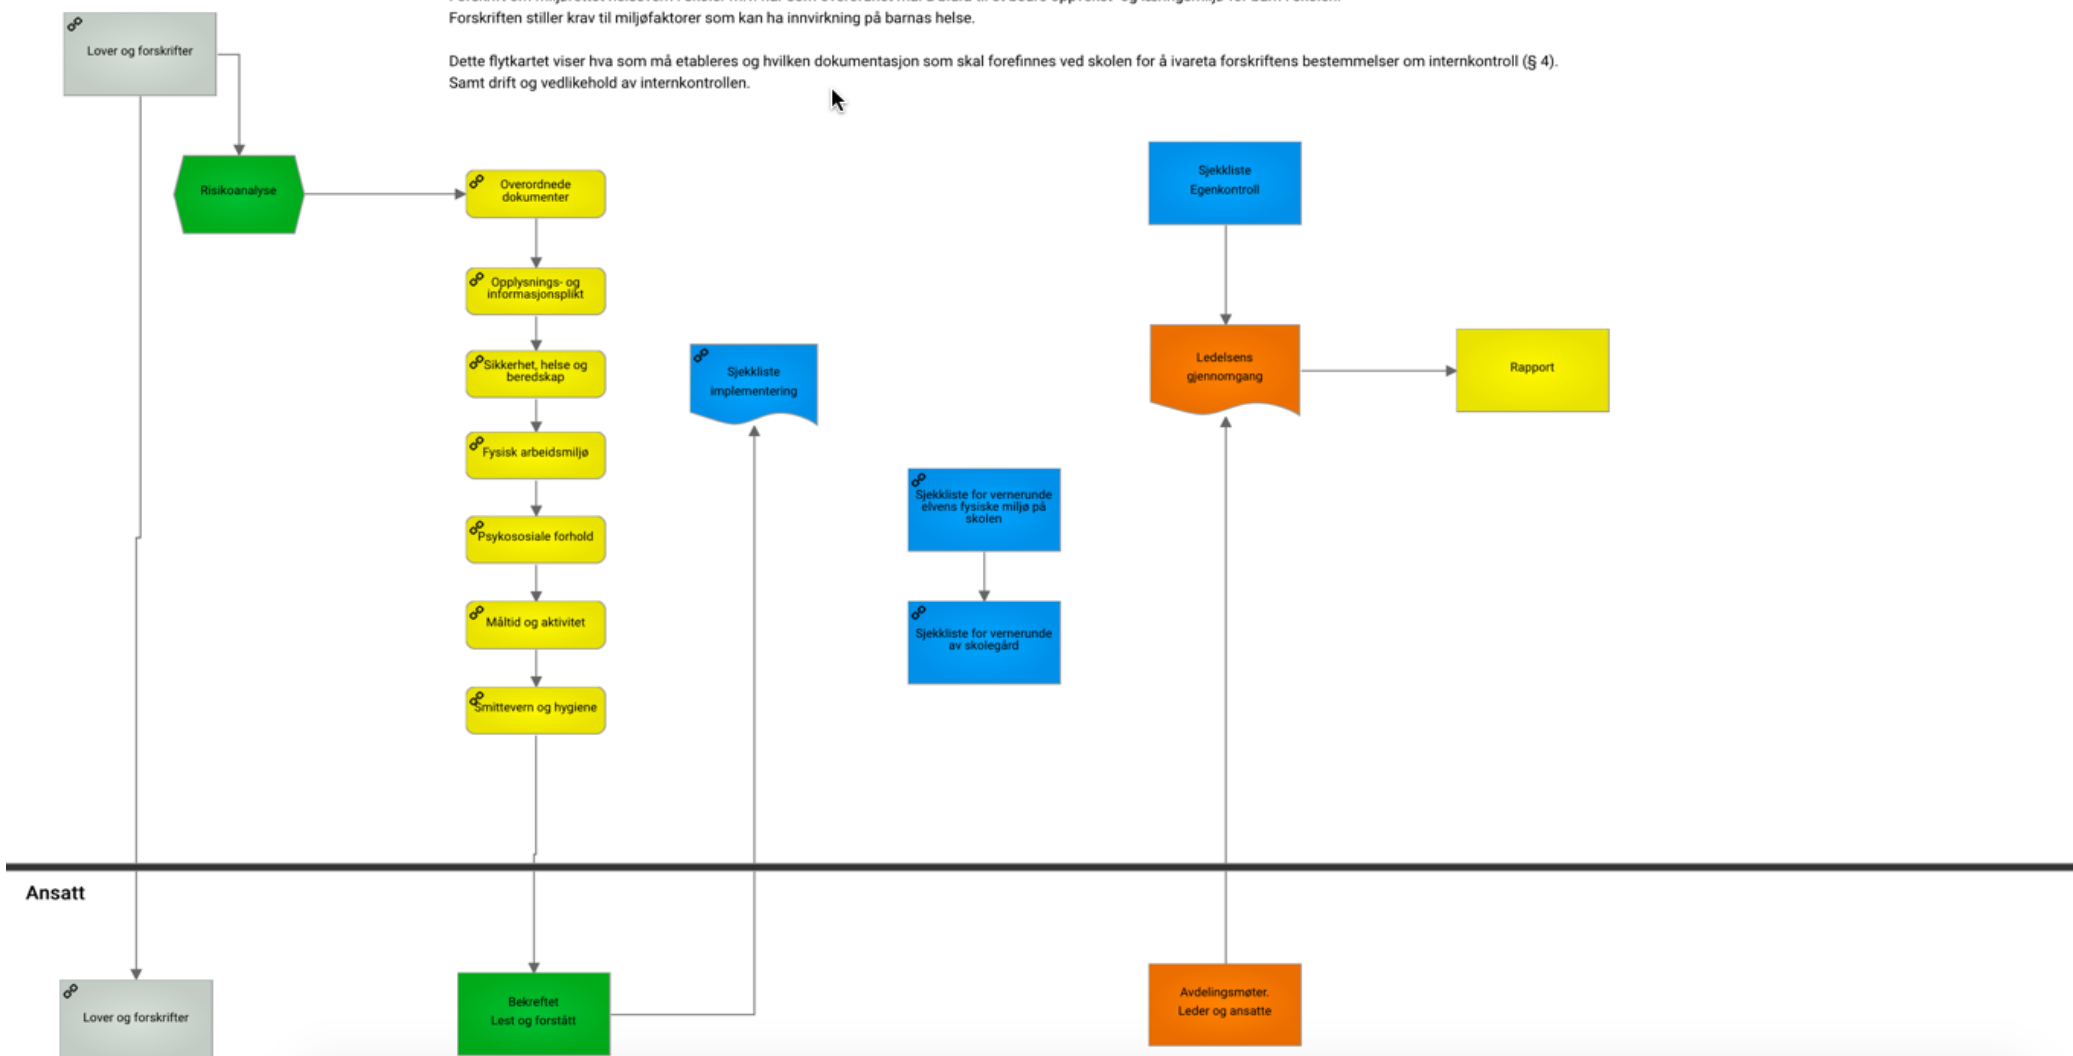 Forskriften stiller krav til miljøfaktorer som kan ha innvirkning på barnas helse.
Dette flytkartet viser hva som må etableres og hvilken dokumentasjon som skal forefinnes ved skolen for å ivareta forskriftens bestemmelser om internkontroll (§ 4).
Samt drift og vedlikehold av internkontrollen.
Lover og forskrifter
Risikoanalyse
Overordnede
dokumenter
Opplysnings- og
informasjonsplikt
Sikkerhet, helse og
beredskap
Fysisk arbeidsmiljø
Psykososiale forhold
Måltid og aktivitet
Smittevern og hygiene
Sjekkliste
implementering
Sjekkliste for vernerunde
elvens fysiske miljø på
skolen
Sjekkliste for vernerunde
av skolegård
Sjekkliste
Egenkontroll
Ledelsens
gjennomgang
Rapport
Ansatt
Lover og forskrifter
Bekreftet
Lest og forstått
Avdelingsmøter.
Leder og ansatte